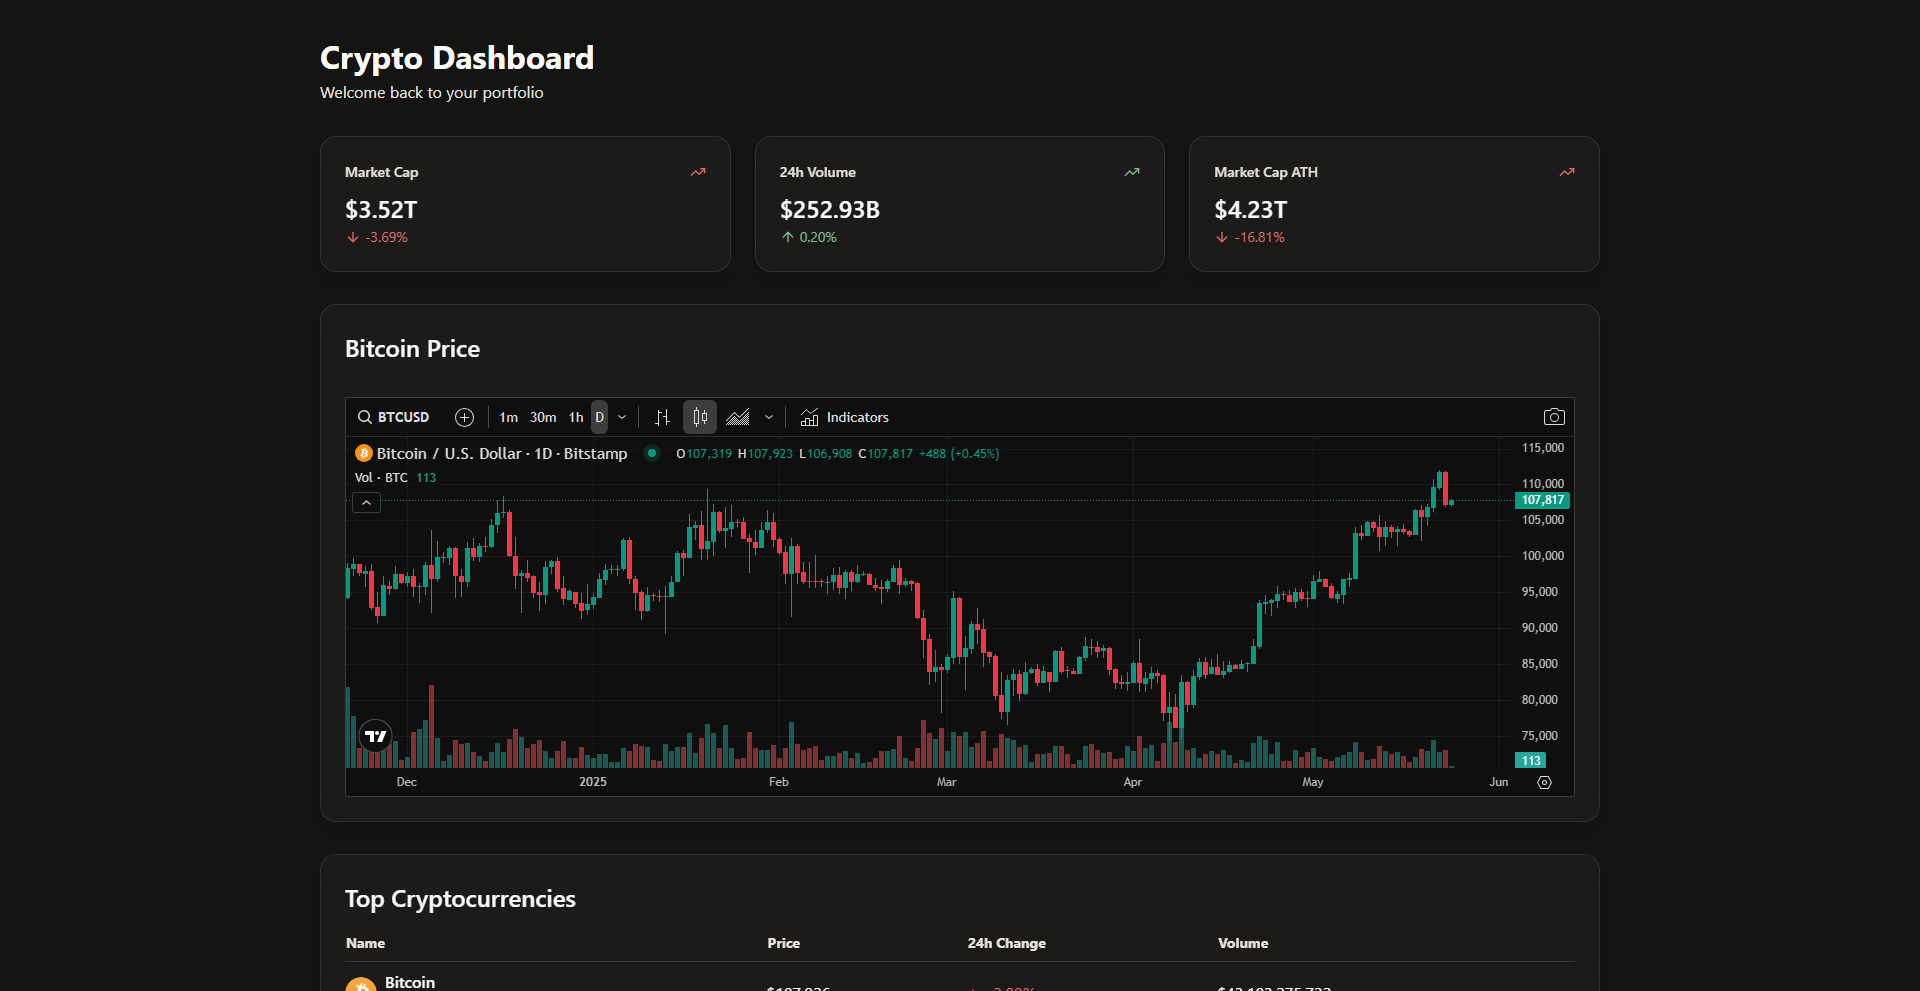 Crypto Dashboard
Welcome back to your portfolio
Market Cap
$3.52T
-3.69%
24h Volume
$252.93B
0.20%
Market Cap ATH
$4.23T
-16.81%
Bitcoin Price
BTCUSD 1m 30m 1h D Indicators
Bitcoin / U.S. Dollar · 1D · Bitstamp O107,319 H107,923 L106,908 C107,817 +488 (+0.45%)
Vol · BTC 113
115,000
110,000
107,817
105,000
100,000
95,000
90,000
85,000
80,000
75,000
113
Dec 2025 Feb Mar Apr May Jun
Top Cryptocurrencies
Name Price 24h Change Volume
Bitcoin